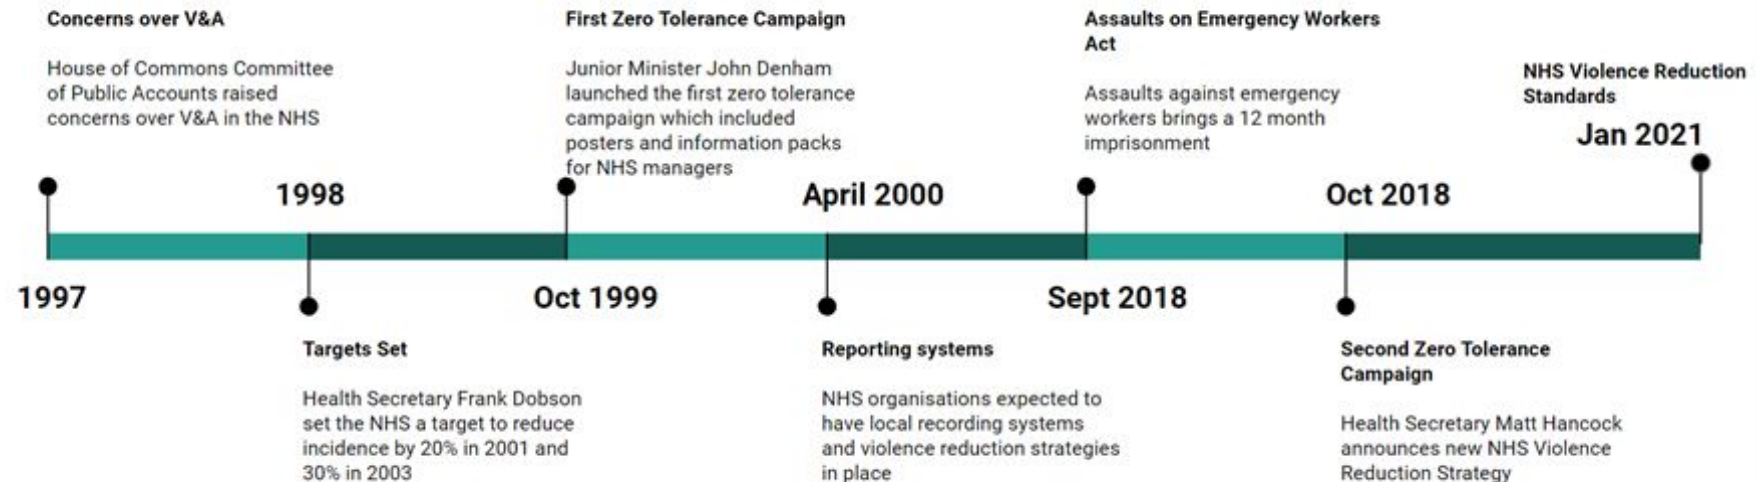 Concerns over V&A
House of Commons Committee
of Public Accounts raised
concerns over V&A in the NHS
1997
1998
Targets Set
Health Secretary Frank Dobson
set the NHS a target to reduce
incidence by 20% in 2001 and
30% in 2003
First Zero Tolerance Campaign
Junior Minister John Denham
launched the first zero tolerance
campaign which included
posters and information packs
for NHS managers
Oct 1999
April 2000
Reporting systems
NHS organisations expected to
have local recording systems
and violence reduction strategies
in place
Assaults on Emergency Workers
Act
Assaults against emergency
workers brings a 12 month
imprisonment
Sept 2018
Oct 2018
Second Zero Tolerance
Campaign
Health Secretary Matt Hancock
announces new NHS Violence
Reduction Strategy
NHS Violence Reduction
Standards
Jan 2021